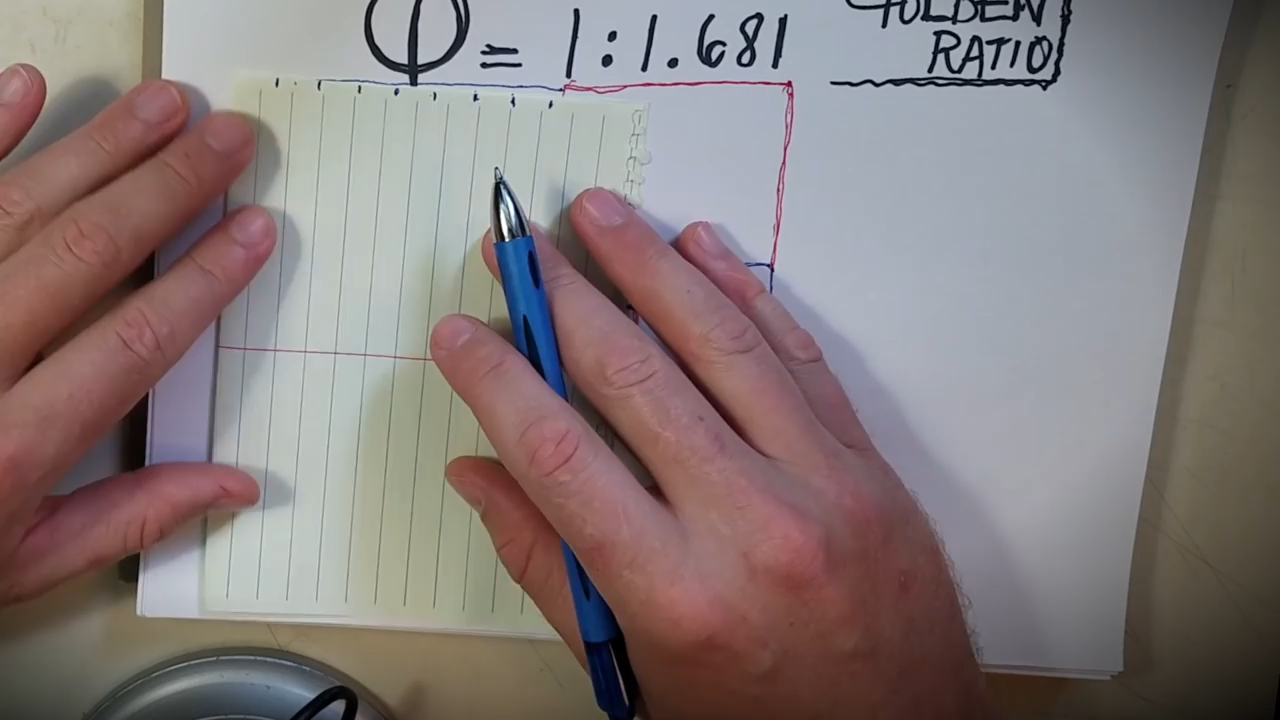 GOLDEN
ϕ = 1:1.681
RATIO